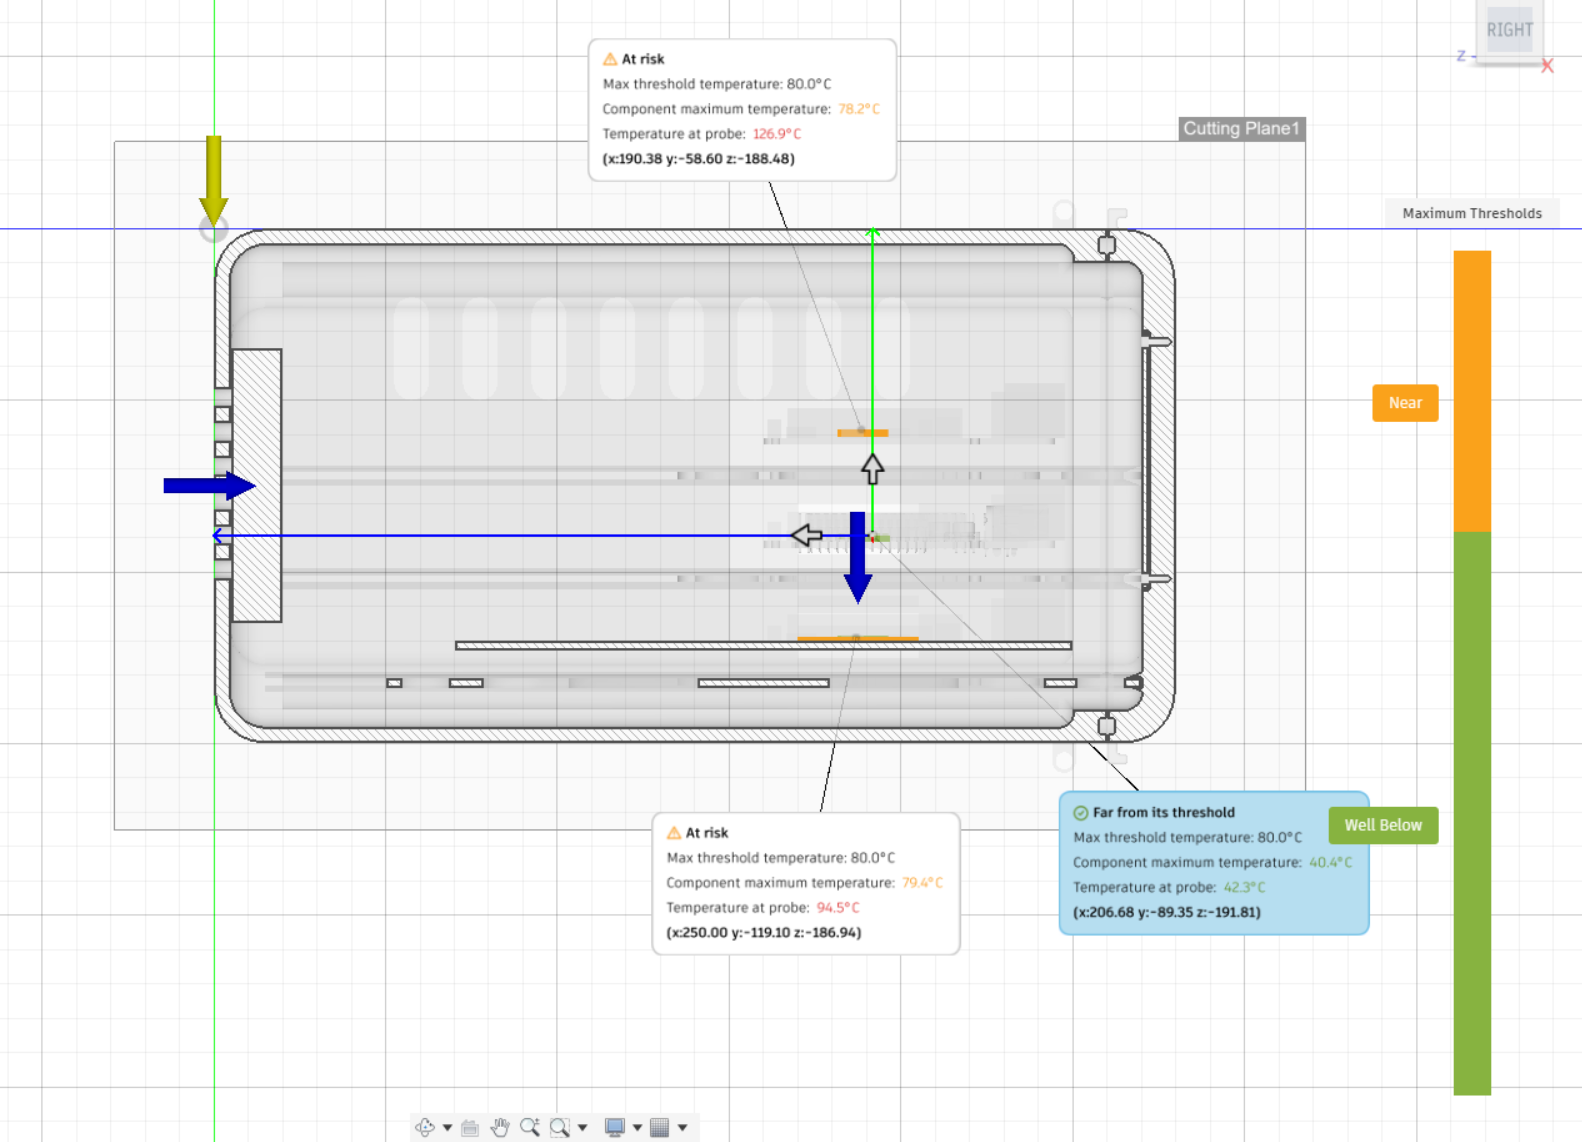 RIGHT
Z
X
At risk
Max threshold temperature: 80.0°C
Component maximum temperature: 78.2°C
Temperature at probe: 126.9°C
(x:190.38 y:-58.60 z:-188.48)
Cutting Plane1
Maximum Thresholds
Near
At risk
Max threshold temperature: 80.0°C
Component maximum temperature: 79.4°C
Temperature at probe: 94.5°C
(x:250.00 y:-119.10 z:-186.94)
Far from its threshold
Max threshold temperature: 80.0°C
Component maximum temperature: 40.4°C
Temperature at probe: 42.3°C
(x:206.68 y:-89.35 z:-191.81)
Well Below